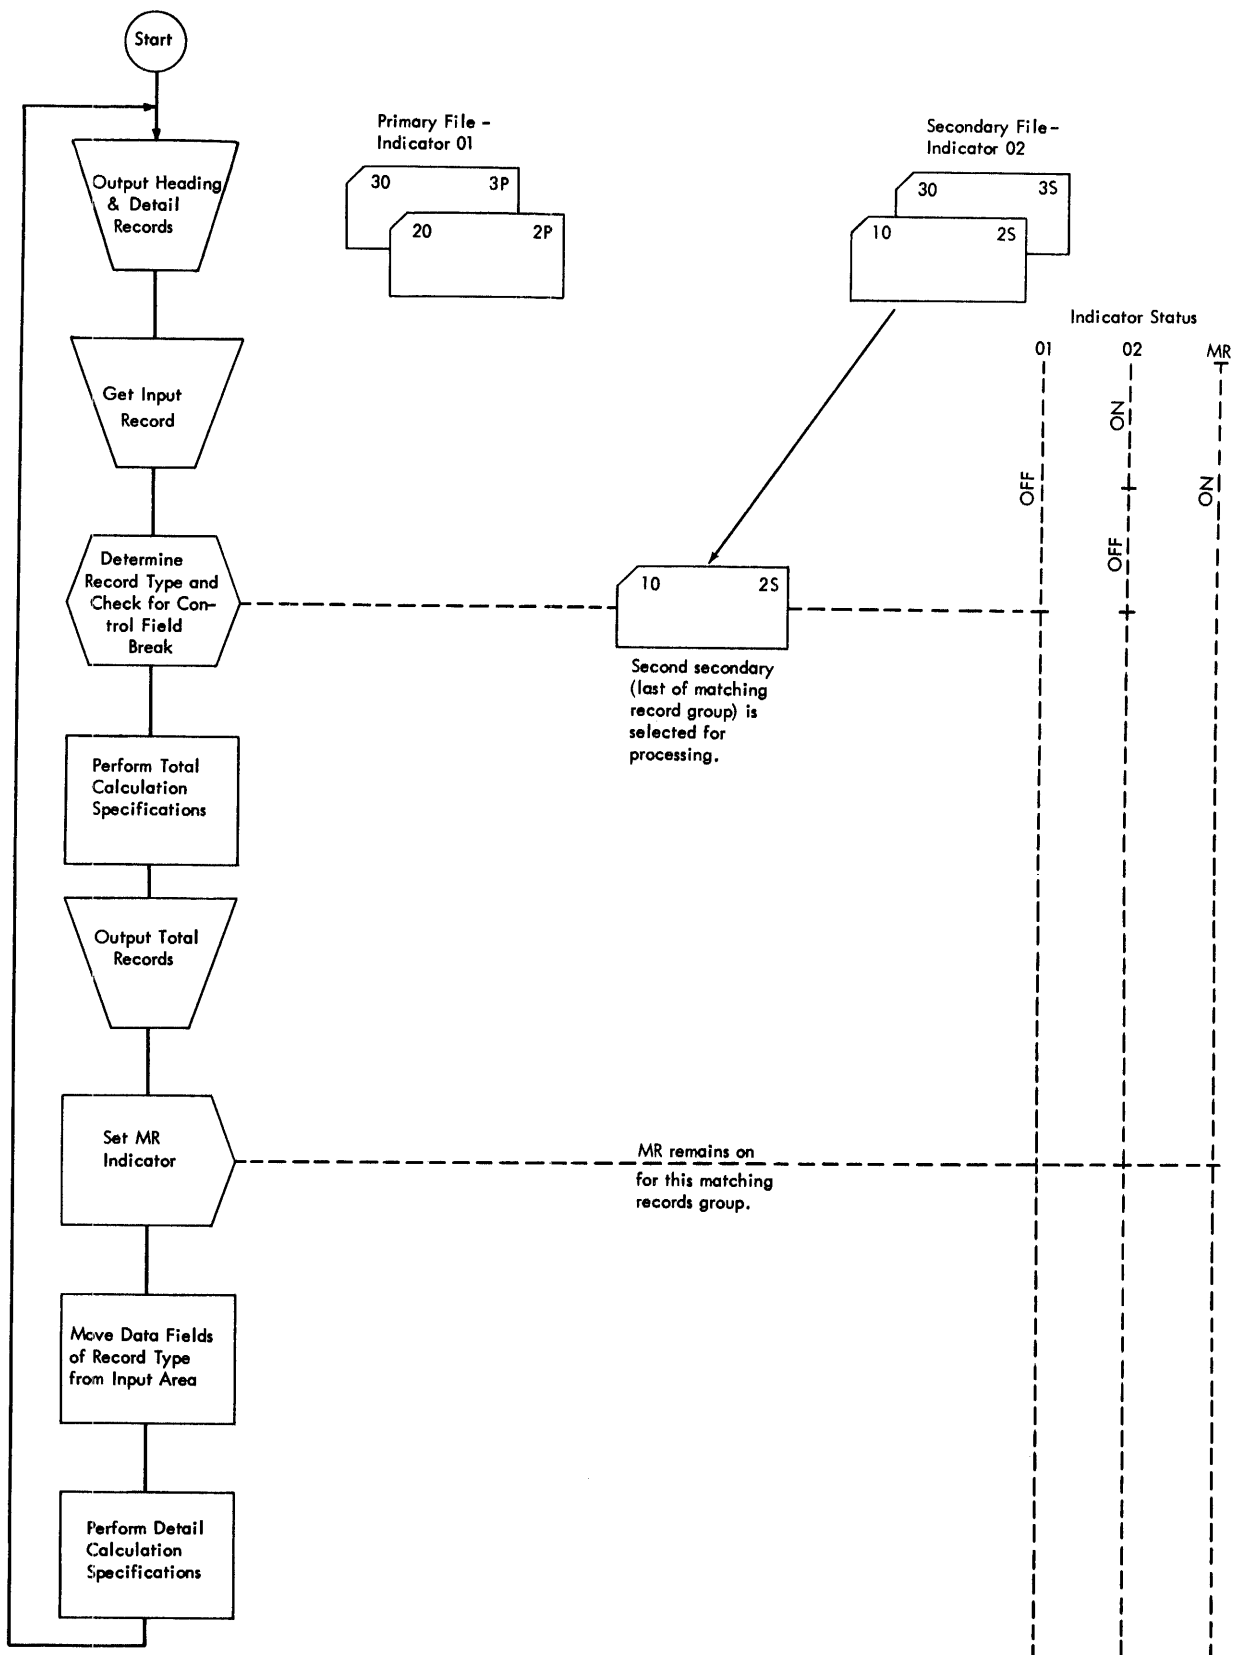 Start
Output Heading
& Detail
Records
Get Input
Record
Determine
Record Type and
Check for Con-
trol Field
Break
Perform Total
Calculation
Specifications
Output Total
Records
Set MR
Indicator
Move Data Fields
of Record Type
from Input Area
Perform Detail
Calculation
Specifications
Primary File -
Indicator 01
30 3P
20 2P
Secondary File-
Indicator 02
30 3S
10 2S
10 2S
Second secondary
(last of matching
record group) is
selected for
processing.
MR remains on
for this matching
records group.
Indicator Status
01 02 MR
OFF
ON
OFF
ON